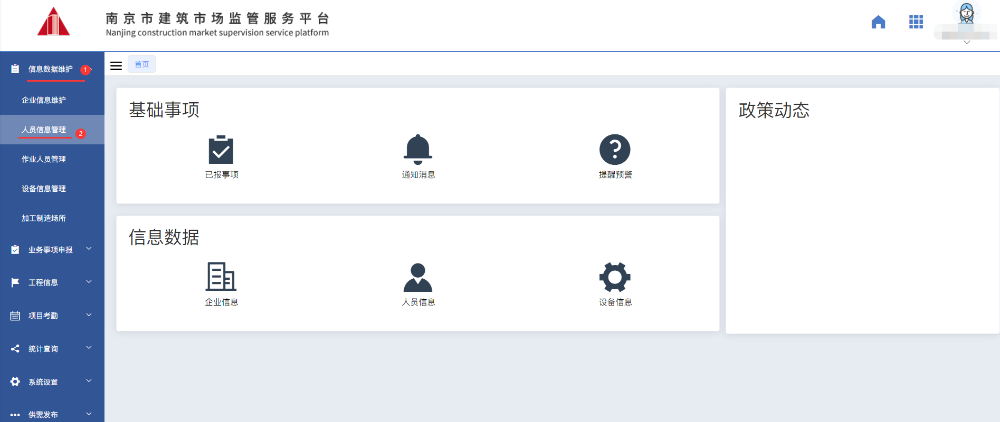 南京市建筑市场监管服务平台
Nanjing construction market supervision service platform
信息数据维护 1
首页
企业信息维护
人员信息管理 2
作业人员管理
设备信息管理
加工制造场所
业务事项申报
工程信息
项目考勤
统计查询
系统设置
供需发布
基础事项
已报事项
通知消息
提醒预警
信息数据
企业信息
人员信息
设备信息
政策动态